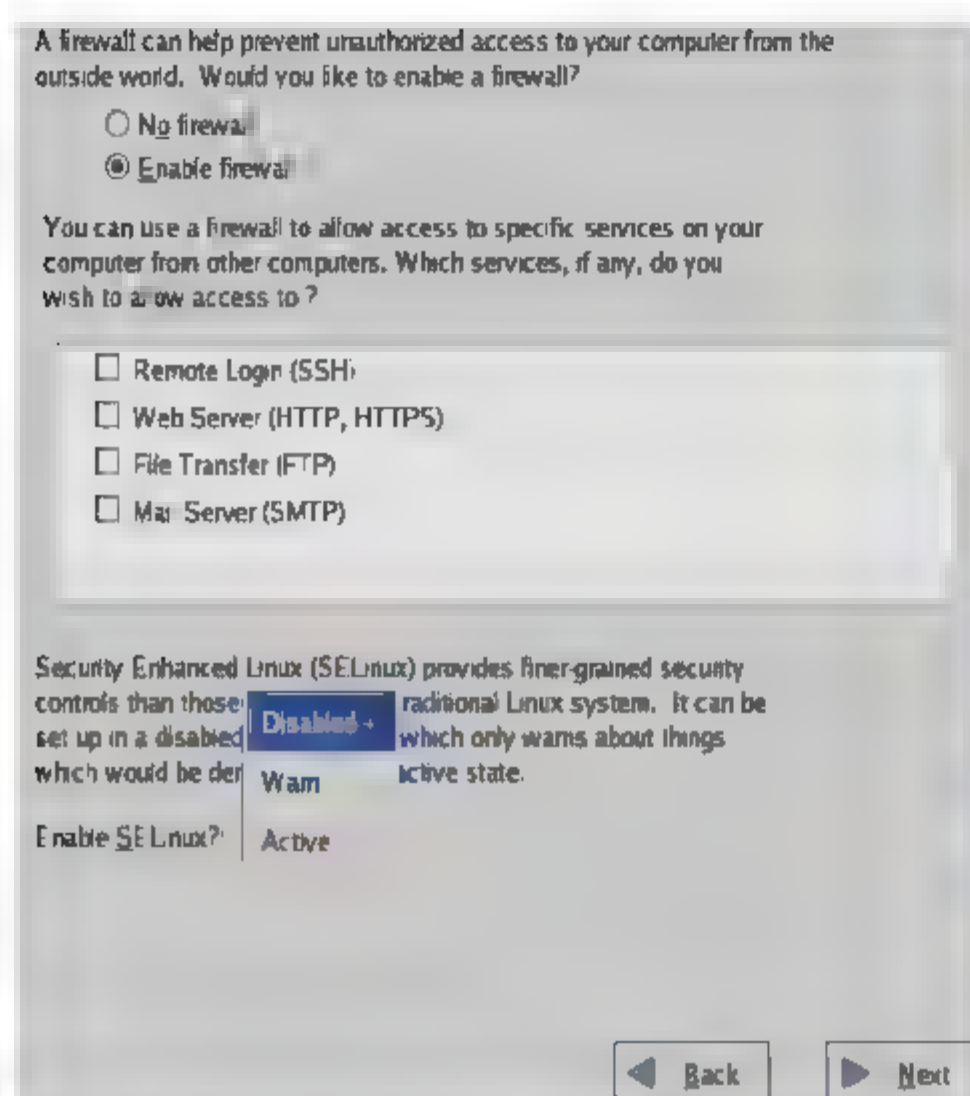 A firewall can help prevent unauthorized access to your computer from the
outside world. Would you like to enable a firewall?
No firewall
Enable firewall
You can use a firewall to allow access to specific services on your
computer from other computers. Which services, if any, do you
wish to allow access to ?
Remote Login (SSH)
Web Server (HTTP, HTTPS)
File Transfer (FTP)
Mail Server (SMTP)
Security Enhanced Linux (SELinux) provides finer-grained security
controls than those raditional Linux system. It can be
set up in a disabled which only warns about things
which would be der active state.
Disabled
Warn
Active
Enable SELinux?
Back
Next